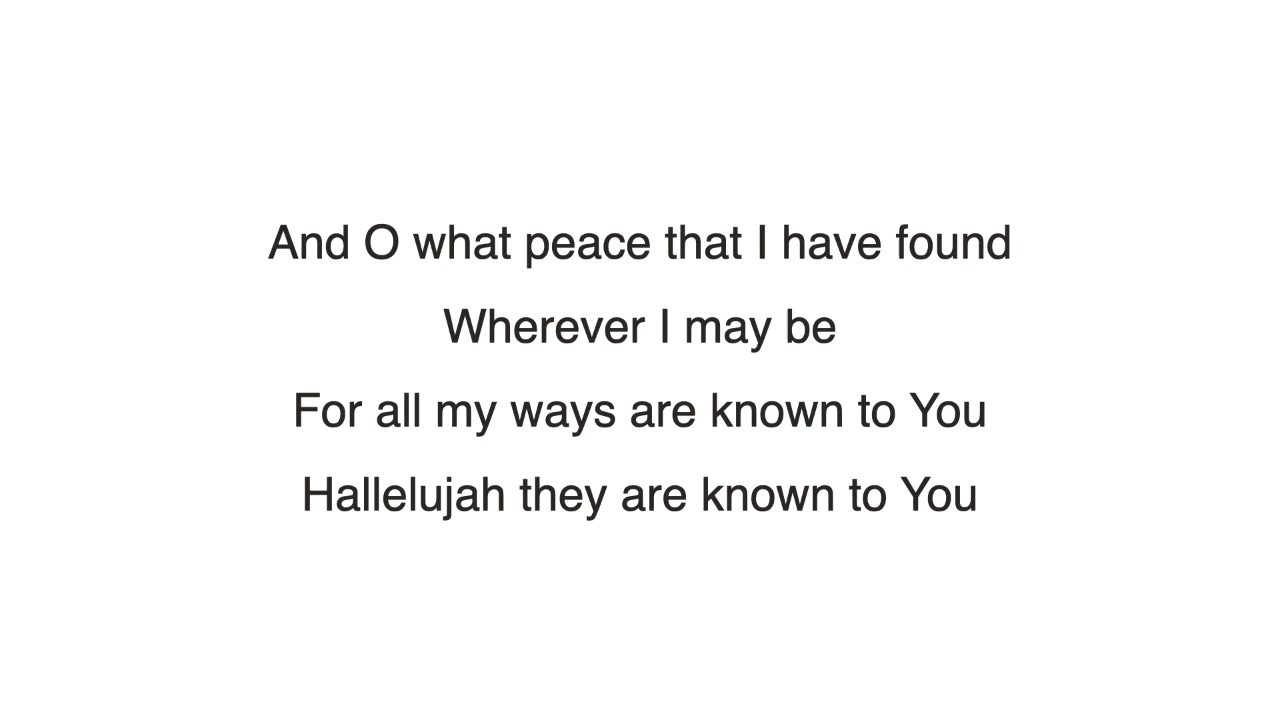 And O what peace that I have found
Wherever I may be
For all my ways are known to You
Hallelujah they are known to You